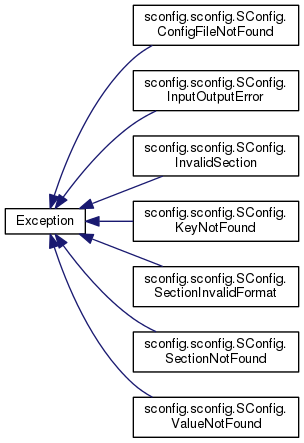 sconfig.sconfig.SConfig.
ConfigFileNotFound
sconfig.sconfig.SConfig.
InputOutputError
sconfig.sconfig.SConfig.
InvalidSection
Exception
sconfig.sconfig.SConfig.
KeyNotFound
sconfig.sconfig.SConfig.
SectionInvalidFormat
sconfig.sconfig.SConfig.
SectionNotFound
sconfig.sconfig.SConfig.
ValueNotFound